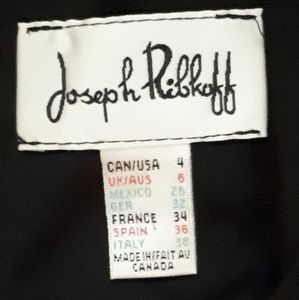 Joseph Ribkoff
CAN/USA 4
UK/AUS 6
MEXICO 26
GER 32
FRANCE 34
SPAIN 36
ITALY 38
MADE IN/FAIT AU
CANADA